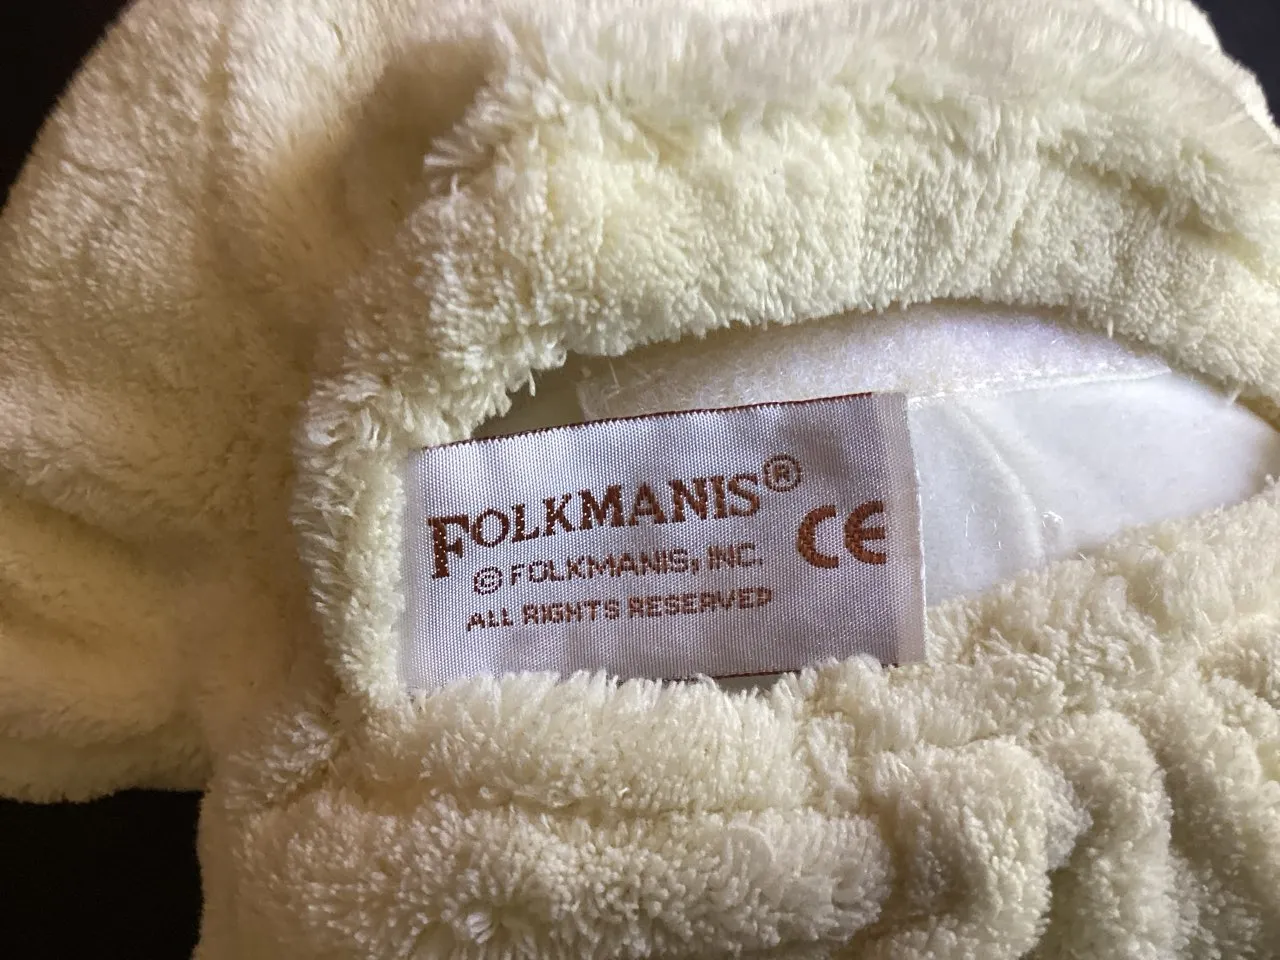 FOLKMANIS®
© FOLKMANIS, INC.
ALL RIGHTS RESERVED
CE